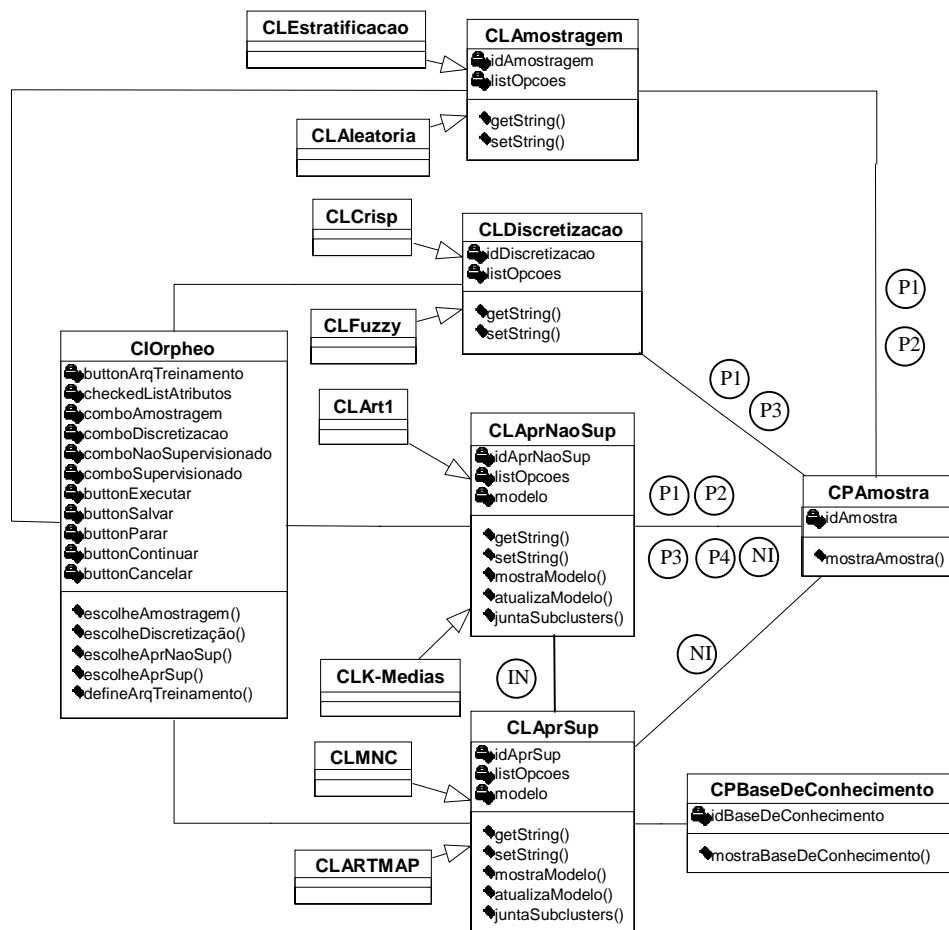 CLEstratificacao
CLAmostragem
idAmostragem
listOpcoes
getString()
setString()
CLAleatoria
CLCrisp
CLDiscretizacao
idDiscretizacao
listOpcoes
getString()
setString()
CLFuzzy
P1
P2
CIOrpheo
buttonArqTreinamento
checkedListAtributos
comboAmostragem
comboDiscretizacao
comboNaoSupervisionado
comboSupervisionado
buttonExecutar
buttonSalvar
buttonParar
buttonContinuar
buttonCancelar
escolheAmostragem()
escolheDiscretização()
escolheAprNaoSup()
escolheAprSup()
defineArqTreinamento()
P1
P3
CLArt1
CLAprNaoSup
idAprNaoSup
listOpcoes
modelo
getString()
setString()
mostraModelo()
atualizaModelo()
juntaSubclusters()
P1 P2
P3 P4 NI
CPAmostra
idAmostra
mostraAmostra()
CLK-Medias
IN
NI
CLMNC
CLAprSup
idAprSup
listOpcoes
modelo
getString()
setString()
mostraModelo()
atualizaModelo()
juntaSubclusters()
CLARTMAP
CPBaseDeConhecimento
idBaseDeConhecimento
mostraBaseDeConhecimento()